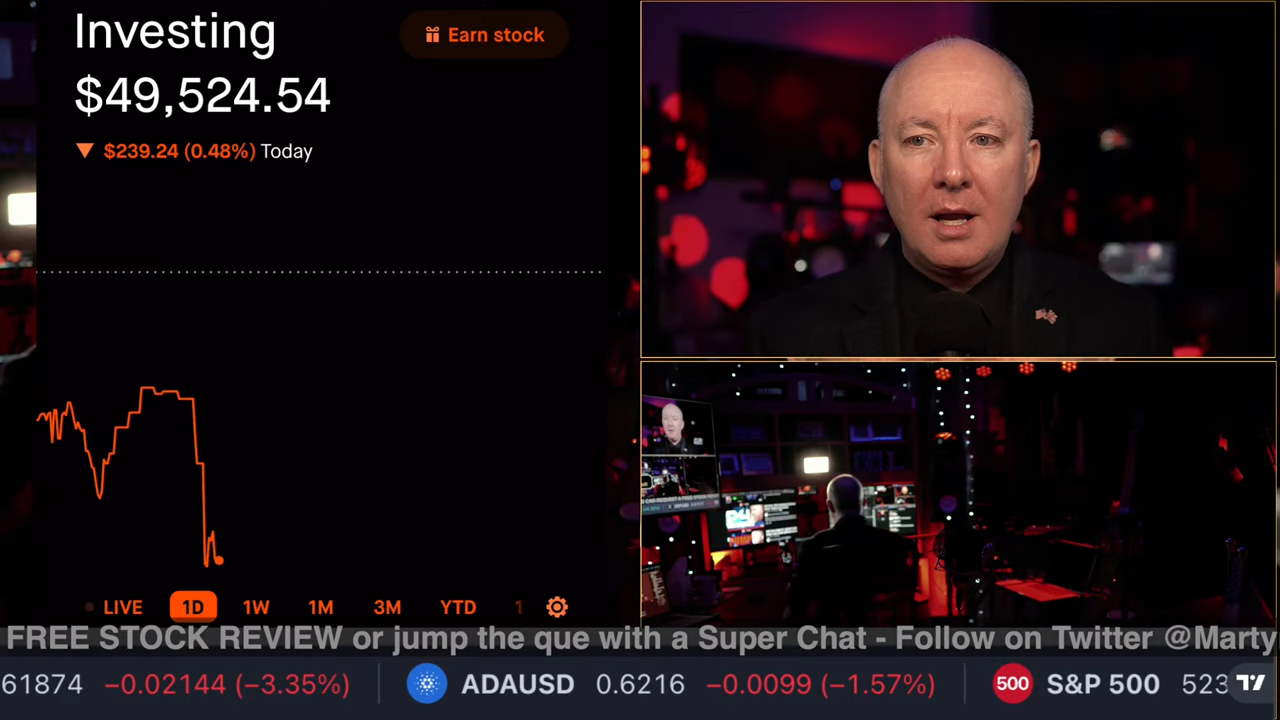 Investing
Earn stock
$49,524.54
▼ $239.24 (0.48%) Today
LIVE 1D 1W 1M 3M YTD 1
FREE STOCK REVIEW or jump the que with a Super Chat - Follow on Twitter @Marty
61874 −0.02144 (−3.35%) ADAUSD 0.6216 −0.0099 (−1.57%) 500 S&P 500 523